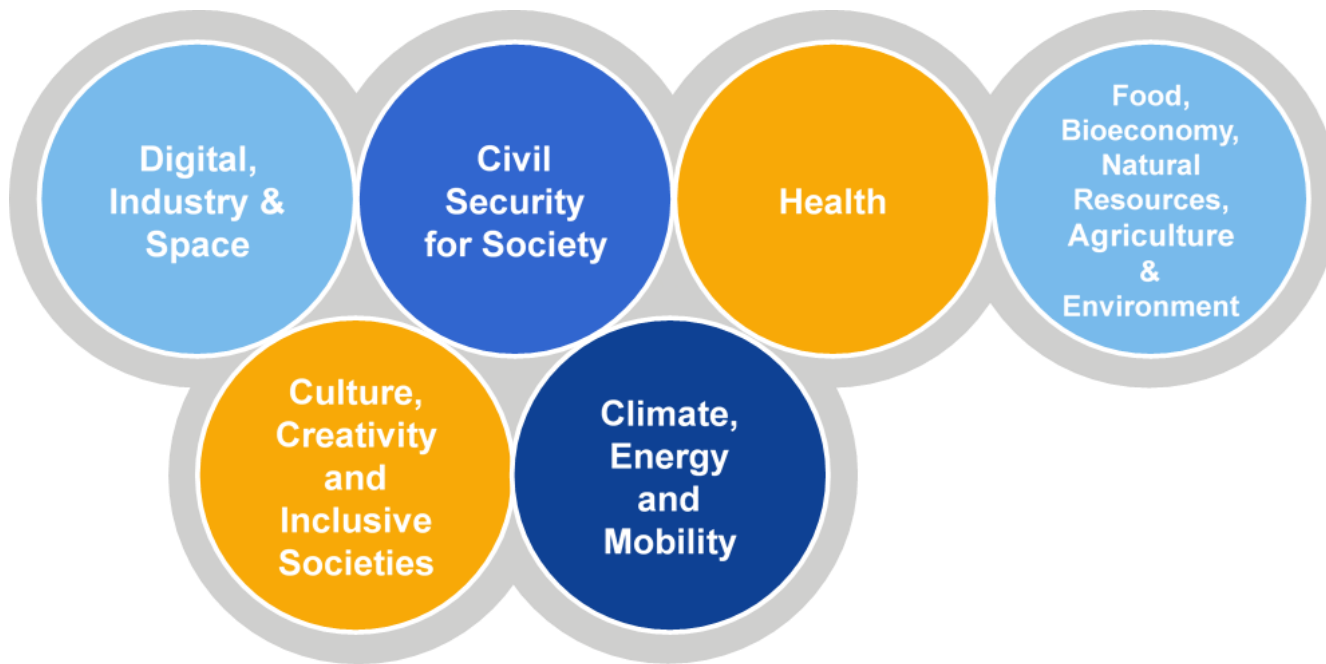 Digital,
Industry &
Space
Civil
Security
for Society
Health
Food,
Bioeconomy,
Natural
Resources,
Agriculture
&
Environment
Culture,
Creativity
and
Inclusive
Societies
Climate,
Energy
and
Mobility